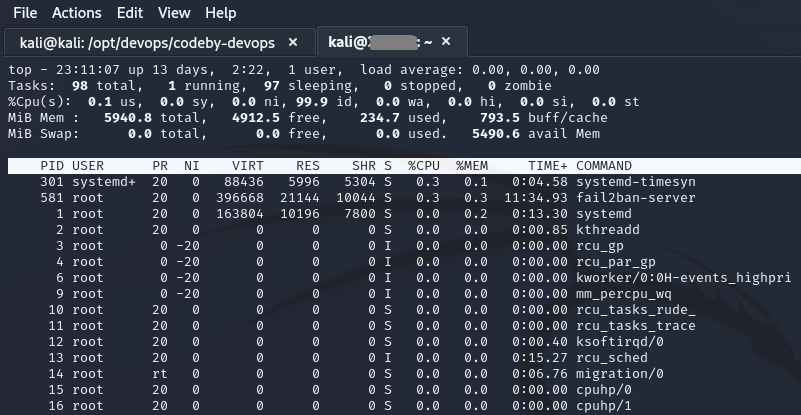 File Actions Edit View Help
kali@kali: /opt/devops/codeby-devops × kali@ : ~ ×
top - 23:11:07 up 13 days, 2:22, 1 user, load average: 0.00, 0.00, 0.00
Tasks: 98 total, 1 running, 97 sleeping, 0 stopped, 0 zombie
%Cpu(s): 0.1 us, 0.0 sy, 0.0 ni, 99.9 id, 0.0 wa, 0.0 hi, 0.0 si, 0.0 st
MiB Mem : 5940.8 total, 4912.5 free, 234.7 used, 793.5 buff/cache
MiB Swap: 0.0 total, 0.0 free, 0.0 used. 5490.6 avail Mem
PID USER PR NI VIRT RES SHR S %CPU %MEM TIME+ COMMAND
301 systemd+ 20 0 88436 5996 5304 S 0.3 0.1 0:04.58 systemd-timesyn
581 root 20 0 396668 21144 10044 S 0.3 0.3 11:34.93 fail2ban-server
1 root 20 0 163804 10196 7800 S 0.0 0.2 0:13.30 systemd
2 root 20 0 0 0 0 S 0.0 0.0 0:00.85 kthreadd
3 root 0 -20 0 0 0 I 0.0 0.0 0:00.00 rcu_gp
4 root 0 -20 0 0 0 I 0.0 0.0 0:00.00 rcu_par_gp
6 root 0 -20 0 0 0 I 0.0 0.0 0:00.00 kworker/0:0H-events_highpri
9 root 0 -20 0 0 0 I 0.0 0.0 0:00.00 mm_percpu_wq
10 root 20 0 0 0 0 S 0.0 0.0 0:00.00 rcu_tasks_rude_
11 root 20 0 0 0 0 S 0.0 0.0 0:00.00 rcu_tasks_trace
12 root 20 0 0 0 0 S 0.0 0.0 0:00.40 ksoftirqd/0
13 root 20 0 0 0 0 I 0.0 0.0 0:15.27 rcu_sched
14 root rt 0 0 0 0 S 0.0 0.0 0:06.76 migration/0
15 root 20 0 0 0 0 S 0.0 0.0 0:00.00 cpuhp/0
16 root 20 0 0 0 0 S 0.0 0.0 0:00.00 cpuhp/1